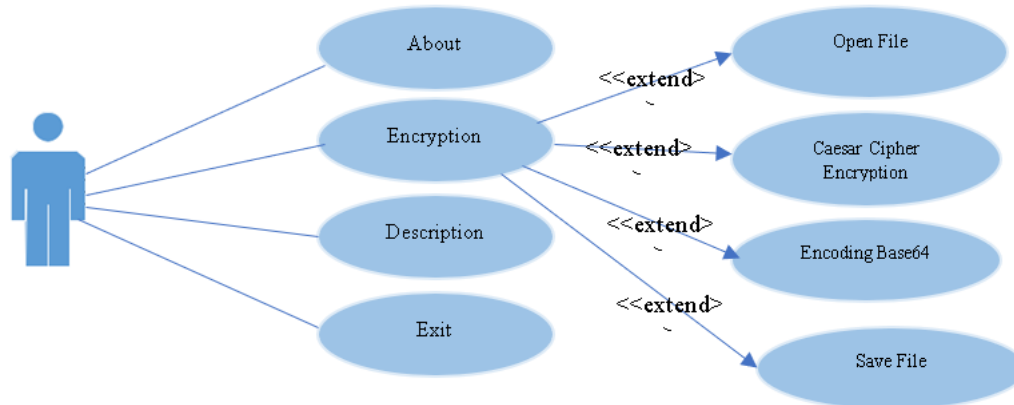 About
Open File
<<extend>
Encryption
<<extend>
Caesar Cipher
Encryption
Description
<<extend>
Encoding Base64
<<extend>
Exit
Save File